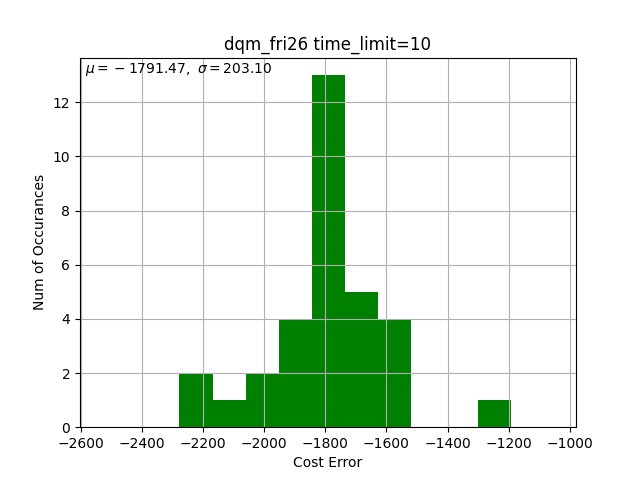 dqm_fri26 time_limit=10
μ = −1791.47, σ = 203.10
Num of Occurances
12
10
8
6
4
2
0
−2600 −2400 −2200 −2000 −1800 −1600 −1400 −1200 −1000
Cost Error